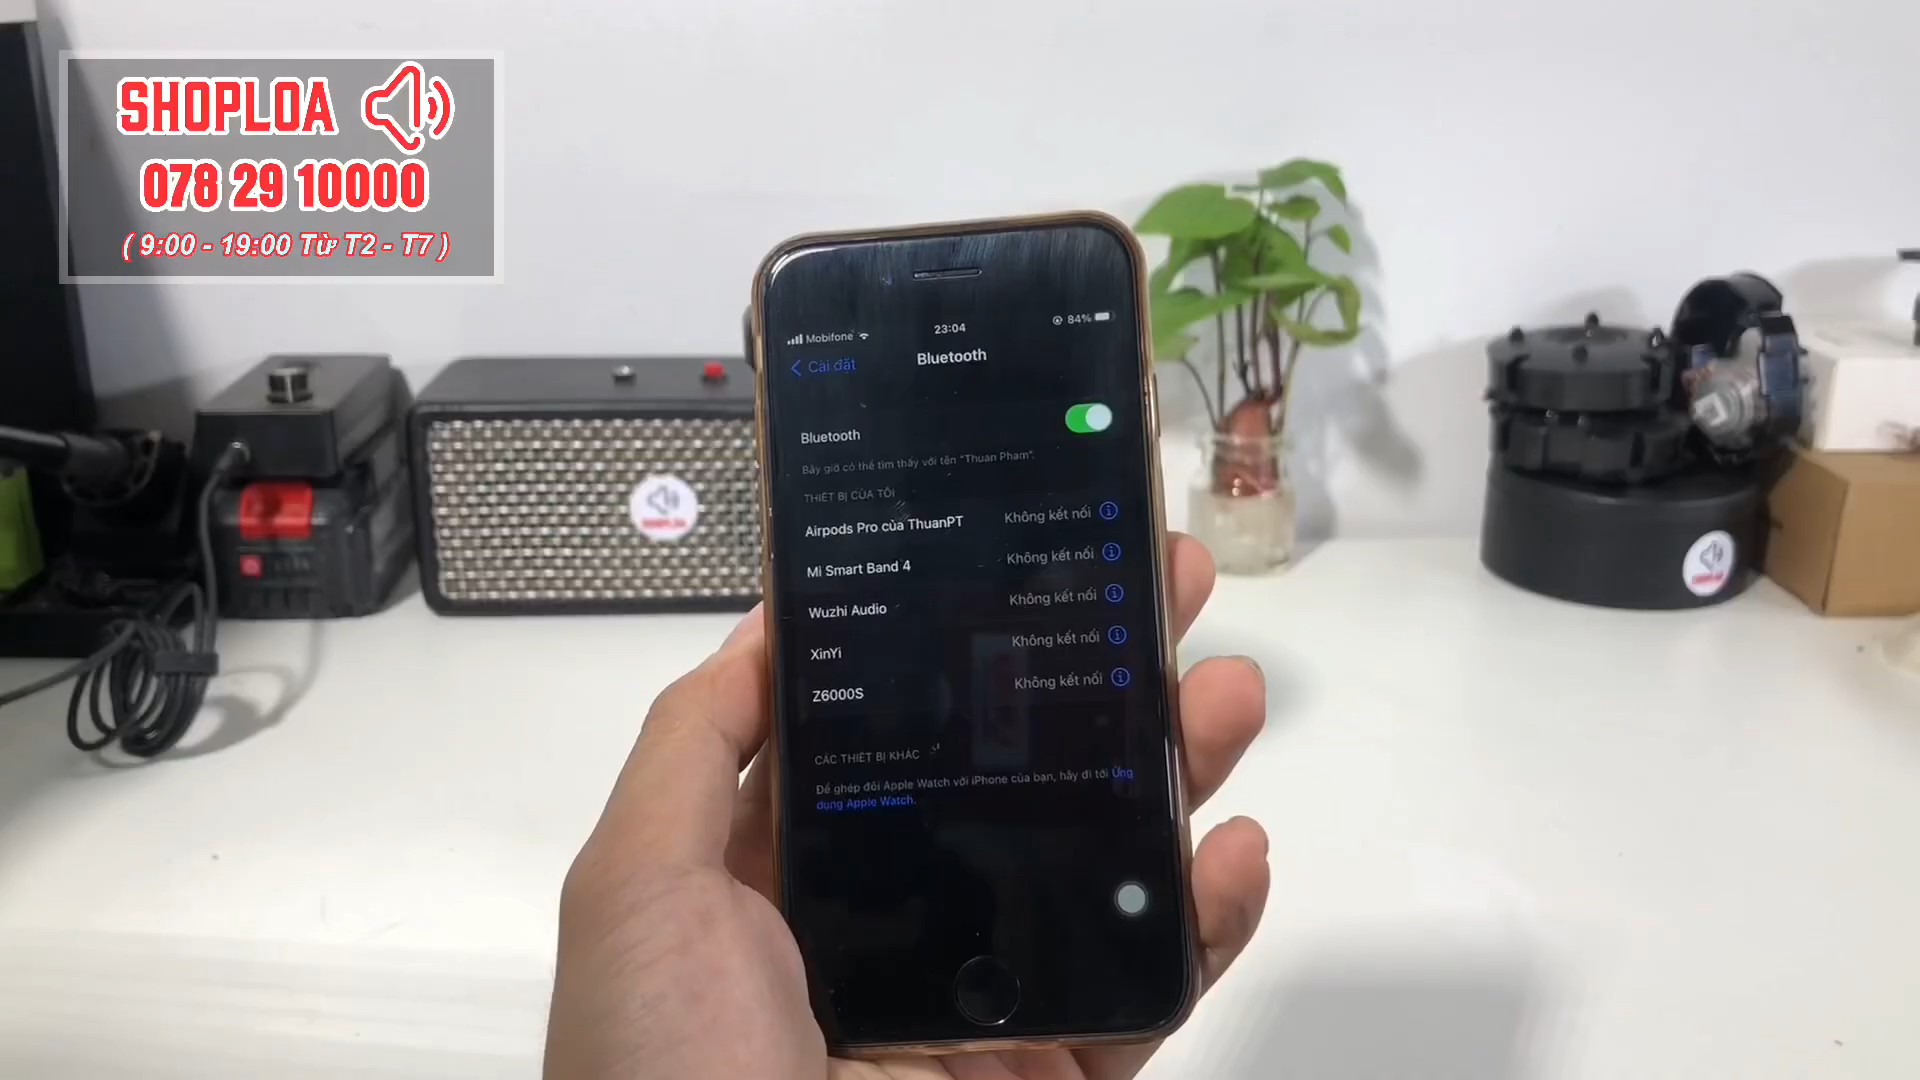 SHOPLOA
078 29 10000
( 9:00 - 19:00 Từ T2 - T7 )
Mobifone
23:04
84%
Cài đặt
Bluetooth
Bluetooth
Bây giờ có thể tìm thấy với tên "Thuan Pham".
THIẾT BỊ CỦA TÔI
Airpods Pro của ThuanPT Không kết nối
Mi Smart Band 4 Không kết nối
Wuzhi Audio Không kết nối
XinYi Không kết nối
Z6000S Không kết nối
CÁC THIẾT BỊ KHÁC
Để ghép đôi Apple Watch với iPhone của bạn, hãy đi tới Ứng
dụng Apple Watch.
SHOPLOA
SHOPLOA